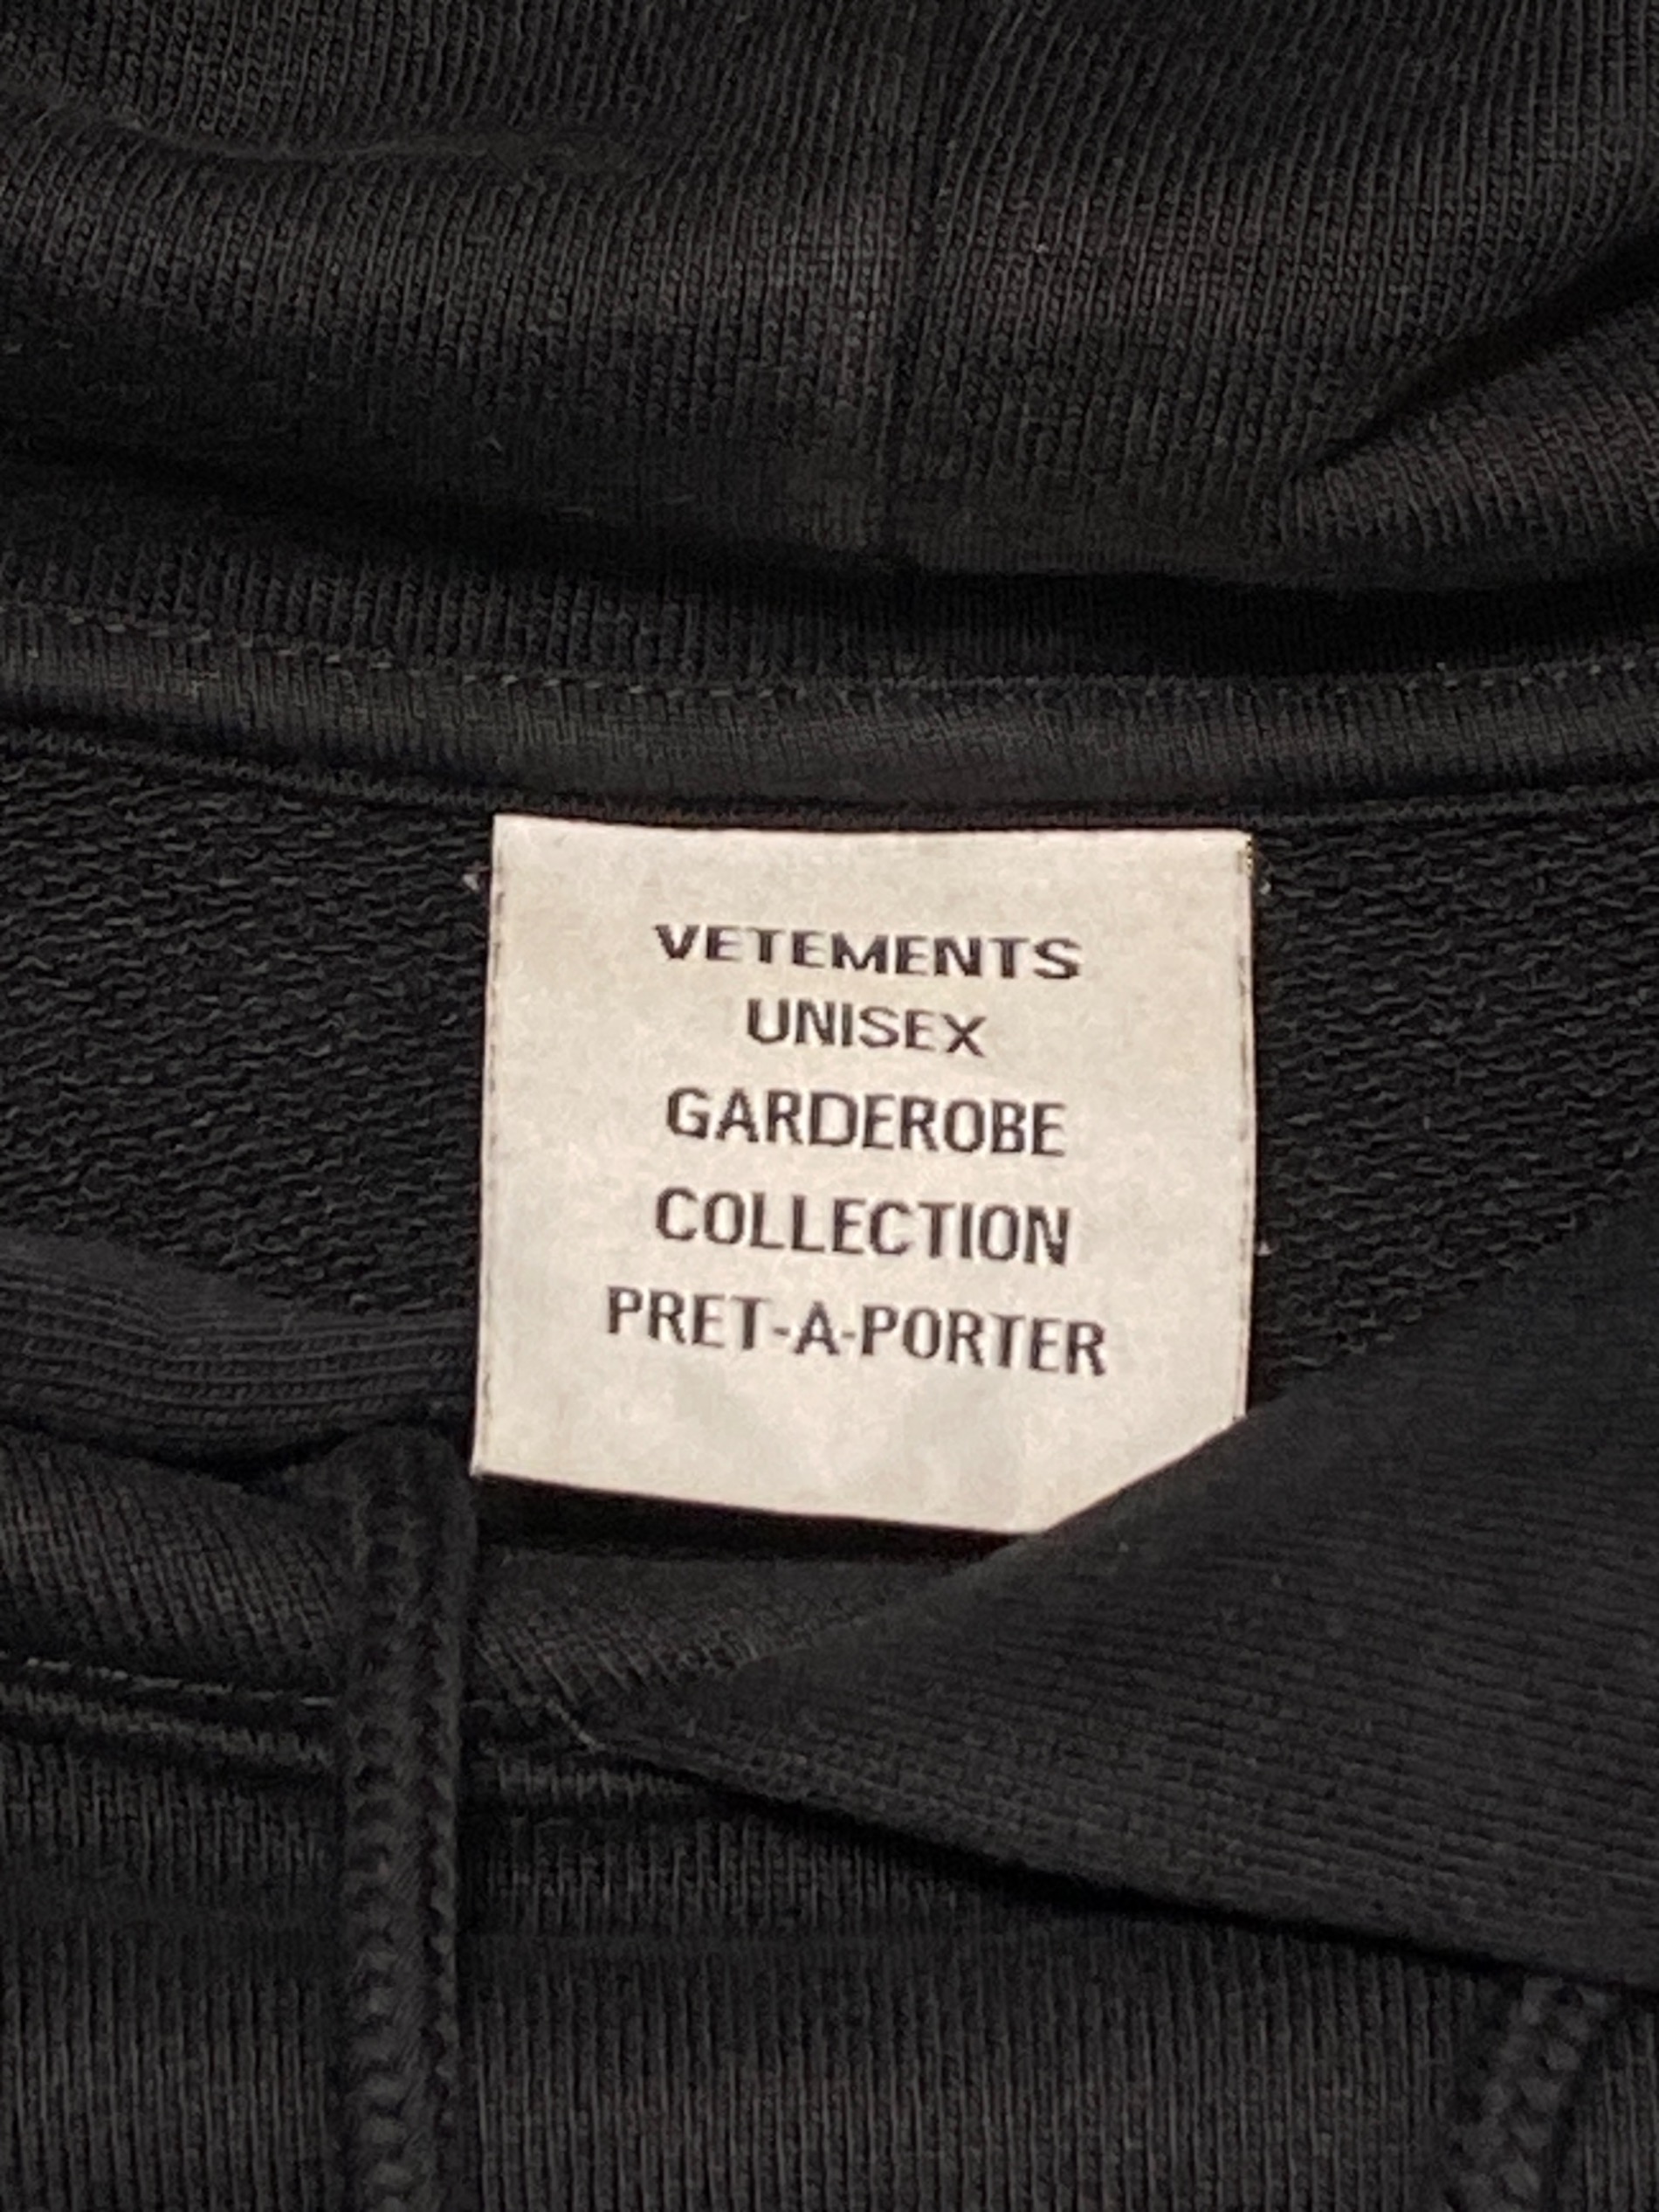 VETEMENTS
UNISEX
GARDEROBE
COLLECTION
PRET-A-PORTER